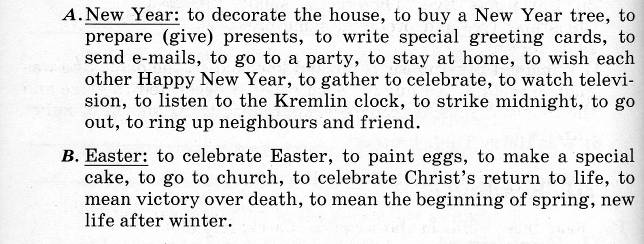 A. New Year: to decorate the house, to buy a New Year tree, to
prepare (give) presents, to write special greeting cards, to
send e-mails, to go to a party, to stay at home, to wish each
other Happy New Year, to gather to celebrate, to watch televi-
sion, to listen to the Kremlin clock, to strike midnight, to go
out, to ring up neighbours and friend.
B. Easter: to celebrate Easter, to paint eggs, to make a special
cake, to go to church, to celebrate Christ's return to life, to
mean victory over death, to mean the beginning of spring, new
life after winter.